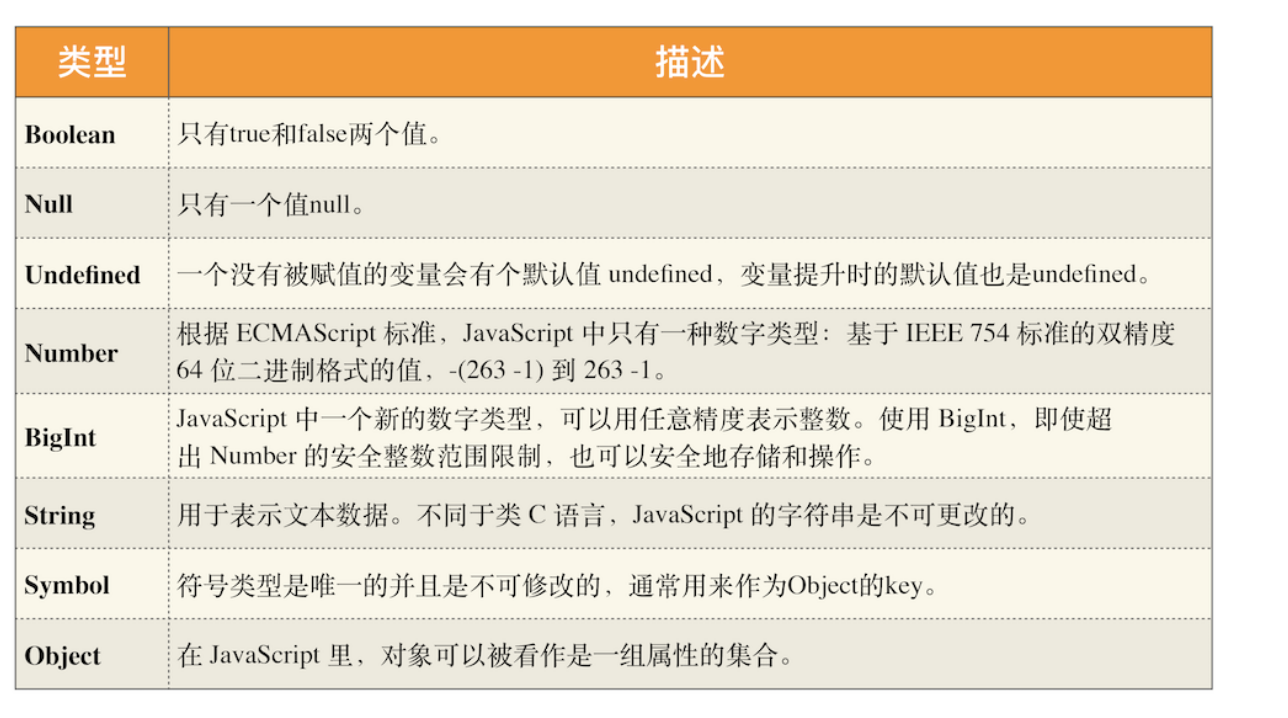 类型 描述
Boolean 只有true和false两个值。
Null 只有一个值null。
Undefined 一个没有被赋值的变量会有个默认值 undefined，变量提升时的默认值也是undefined。
Number 根据 ECMAScript 标准，JavaScript 中只有一种数字类型：基于 IEEE 754 标准的双精度
64 位二进制格式的值，-(263 -1) 到 263 -1。
BigInt JavaScript 中一个新的数字类型，可以用任意精度表示整数。使用 BigInt，即使超
出 Number 的安全整数范围限制，也可以安全地存储和操作。
String 用于表示文本数据。不同于类 C 语言，JavaScript 的字符串是不可更改的。
Symbol 符号类型是唯一的并且是不可修改的，通常用来作为Object的key。
Object 在 JavaScript 里，对象可以被看作是一组属性的集合。